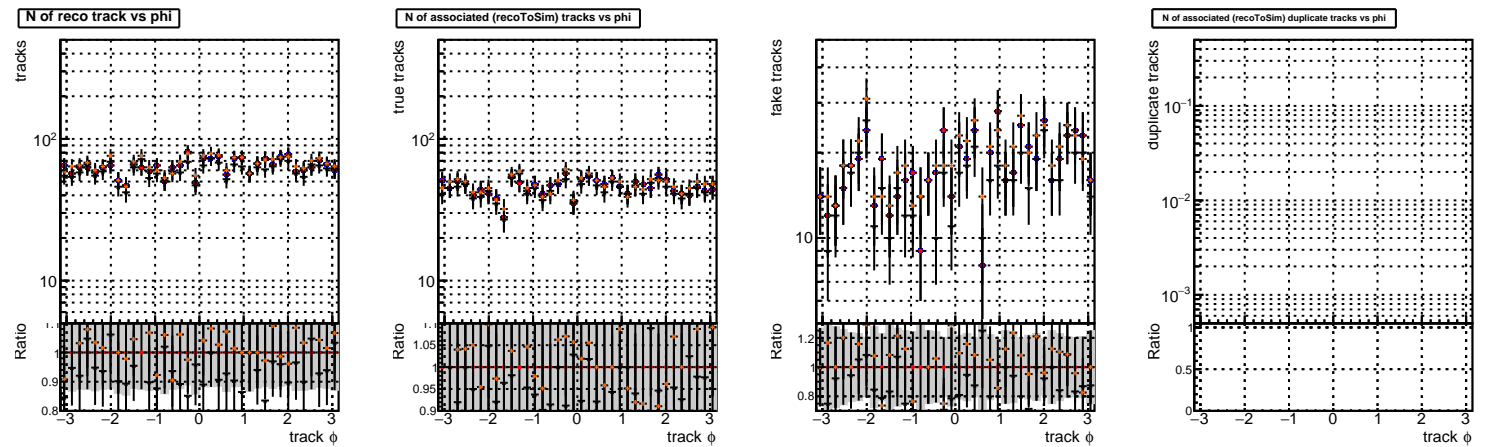 N of reco track vs phi
tracks
10²
10
Ratio
1.1
1
0.9
0.8
−3 −2 −1 0 1 2 3
track ϕ
N of associated (recoToSim) tracks vs phi
true tracks
10²
10
Ratio
1.1
1.05
1
0.95
0.9
−3 −2 −1 0 1 2 3
track ϕ
fake tracks
10
Ratio
1.2
1
0.8
−3 −2 −1 0 1 2 3
track ϕ
N of associated (recoToSim) duplicate tracks vs phi
duplicate tracks
10⁻¹
10⁻²
10⁻³
Ratio
1
0.5
0
−3 −2 −1 0 1 2 3
track ϕ